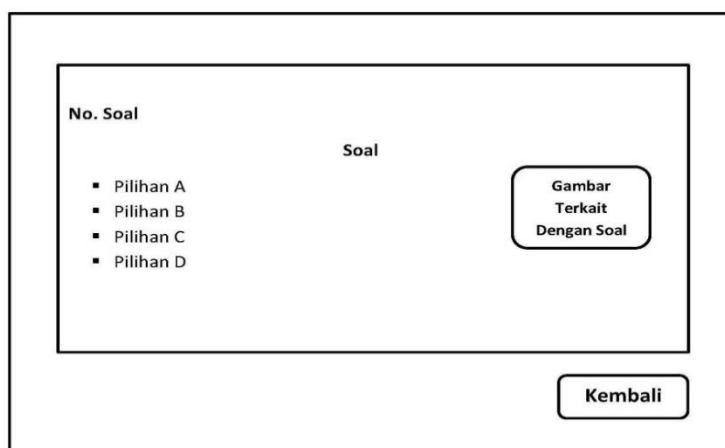 No. Soal
Soal
▪ Pilihan A
▪ Pilihan B
▪ Pilihan C
▪ Pilihan D
Gambar
Terkait
Dengan Soal
Kembali